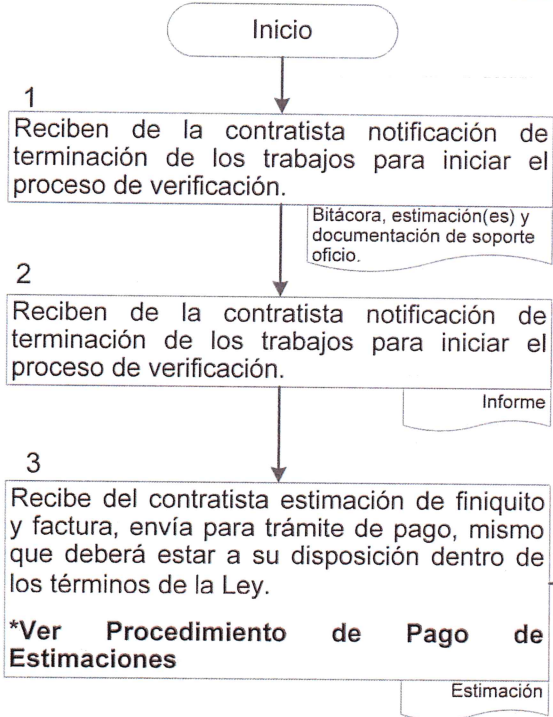 Inicio
1
Reciben de la contratista notificación de
terminación de los trabajos para iniciar el
proceso de verificación.
Bitácora, estimación(es) y
documentación de soporte
oficio.
2
Reciben de la contratista notificación de
terminación de los trabajos para iniciar el
proceso de verificación.
Informe
3
Recibe del contratista estimación de finiquito
y factura, envía para trámite de pago, mismo
que deberá estar a su disposición dentro de
los términos de la Ley.
*Ver Procedimiento de Pago de
Estimaciones
Estimación